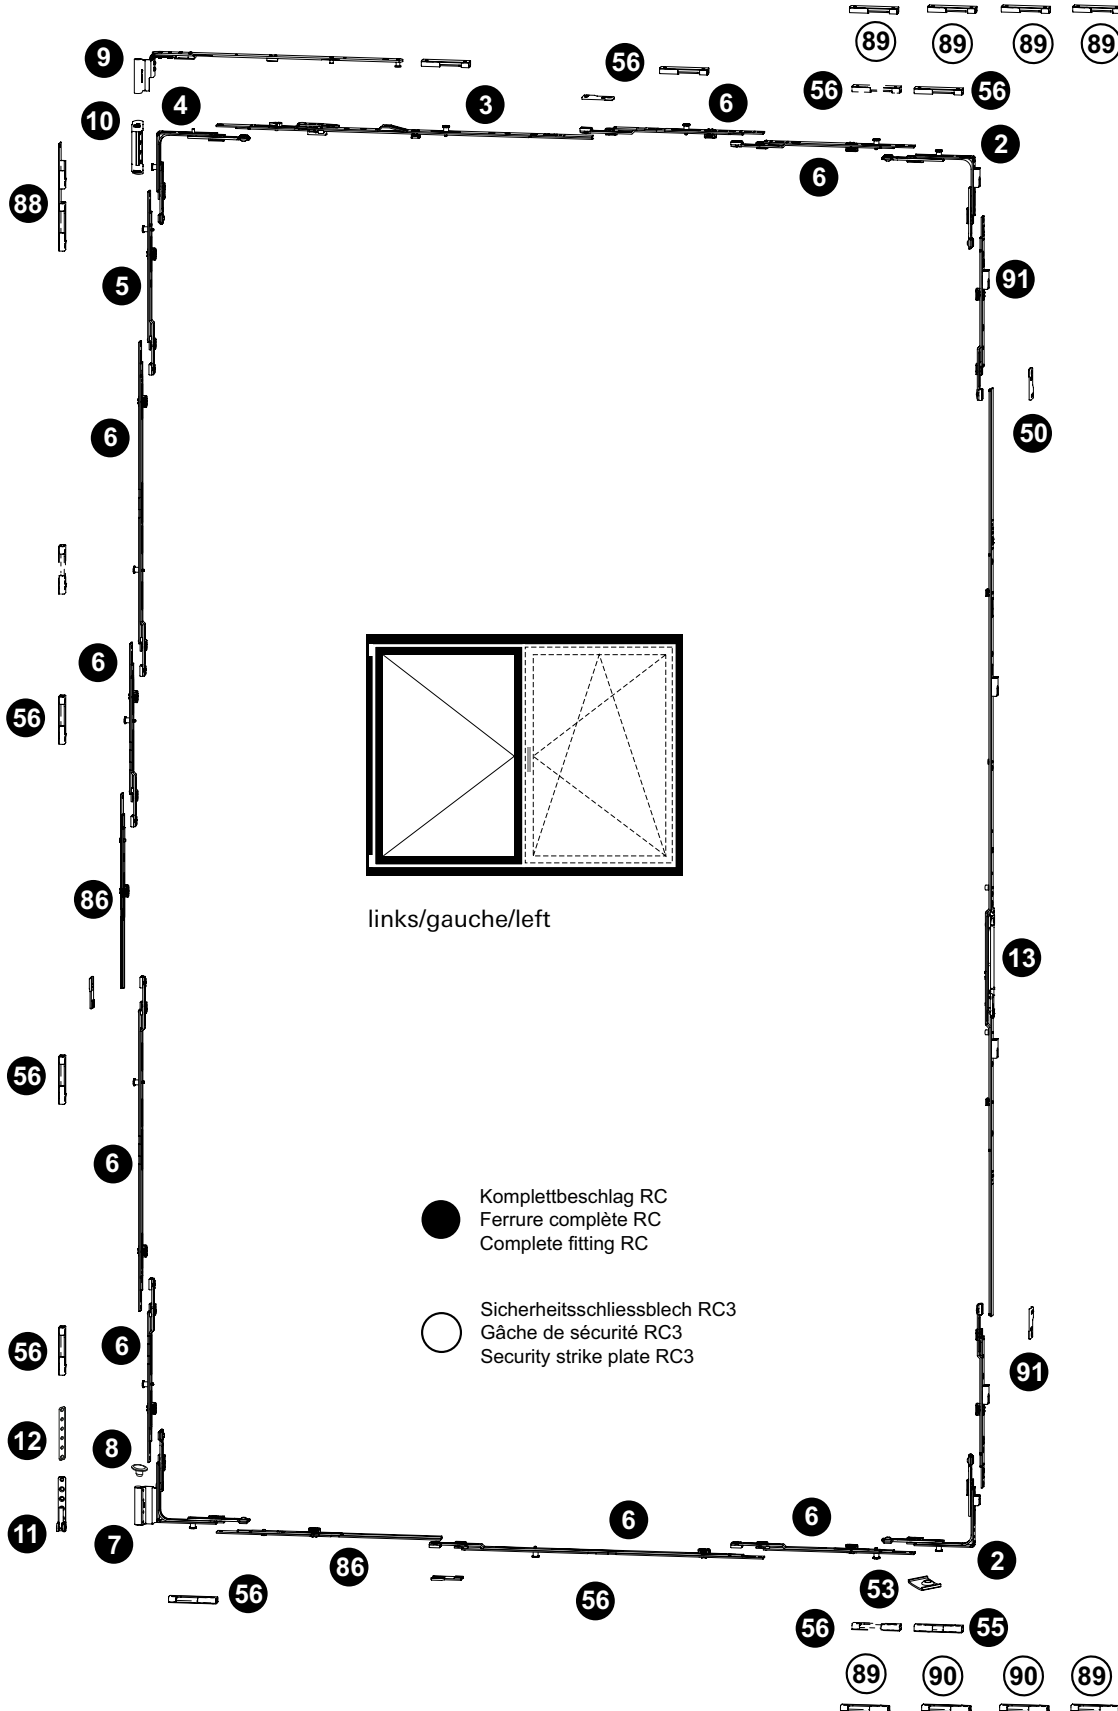 89 89 89 89
9
56
56 56
4 3 6
10
2
6
88
91
5
50
6
6
56
86
links/gauche/left
13
56
6
Komplettbeschlag RC
Ferrure complète RC
Complete fitting RC
Sicherheitsschliessblech RC3
Gâche de sécurité RC3
Security strike plate RC3
56 6
91
12 8
11 7
6 6
86 2
56 56 53
56 55
89 90 90 89